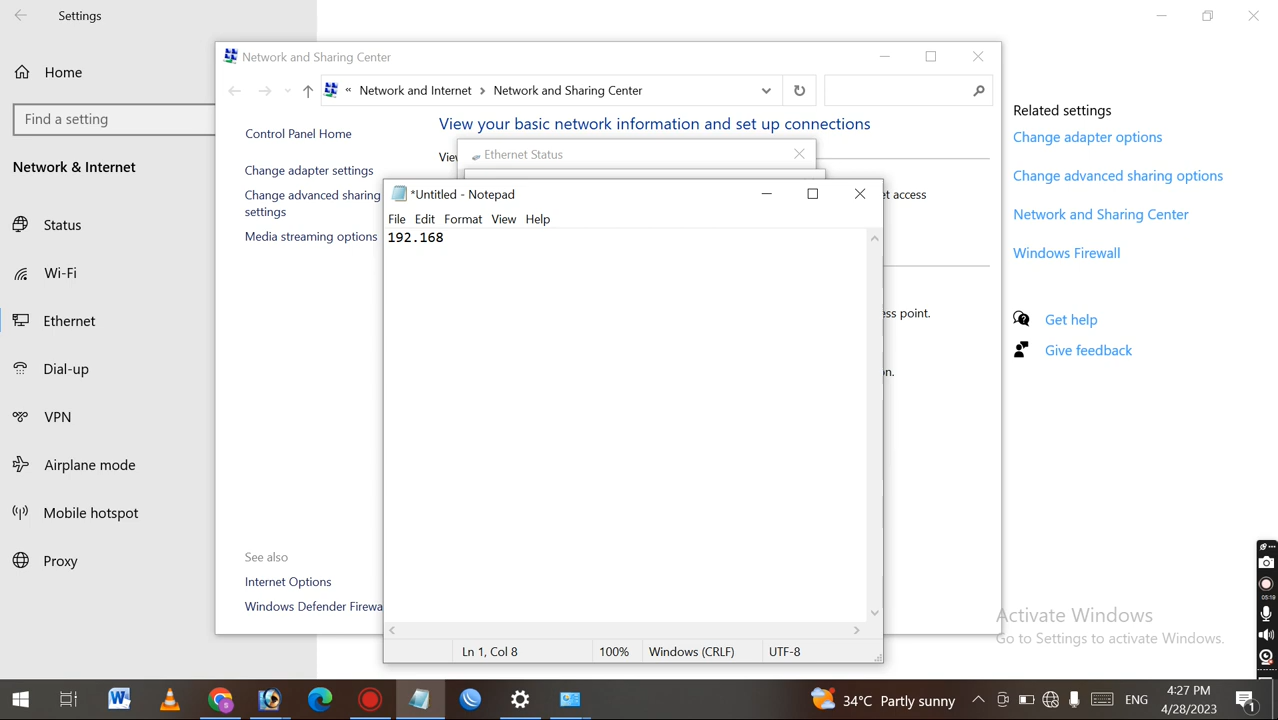 Settings
Home
Find a setting
Network & Internet
Status
Wi-Fi
Ethernet
Dial-up
VPN
Airplane mode
Mobile hotspot
Proxy
Network and Sharing Center
« Network and Internet > Network and Sharing Center
Control Panel Home
Change adapter settings
Change advanced sharing
settings
Media streaming options
See also
Internet Options
Windows Defender Firewa
View your basic network information and set up connections
Ethernet Status
et access
ess point.
on.
*Untitled - Notepad
File Edit Format View Help
192.168
Ln 1, Col 8 100% Windows (CRLF) UTF-8
Related settings
Change adapter options
Change advanced sharing options
Network and Sharing Center
Windows Firewall
Get help
Give feedback
Activate Windows
Go to Settings to activate Windows.
05:19
34°C Partly sunny
ENG
4:27 PM
4/28/2023
1